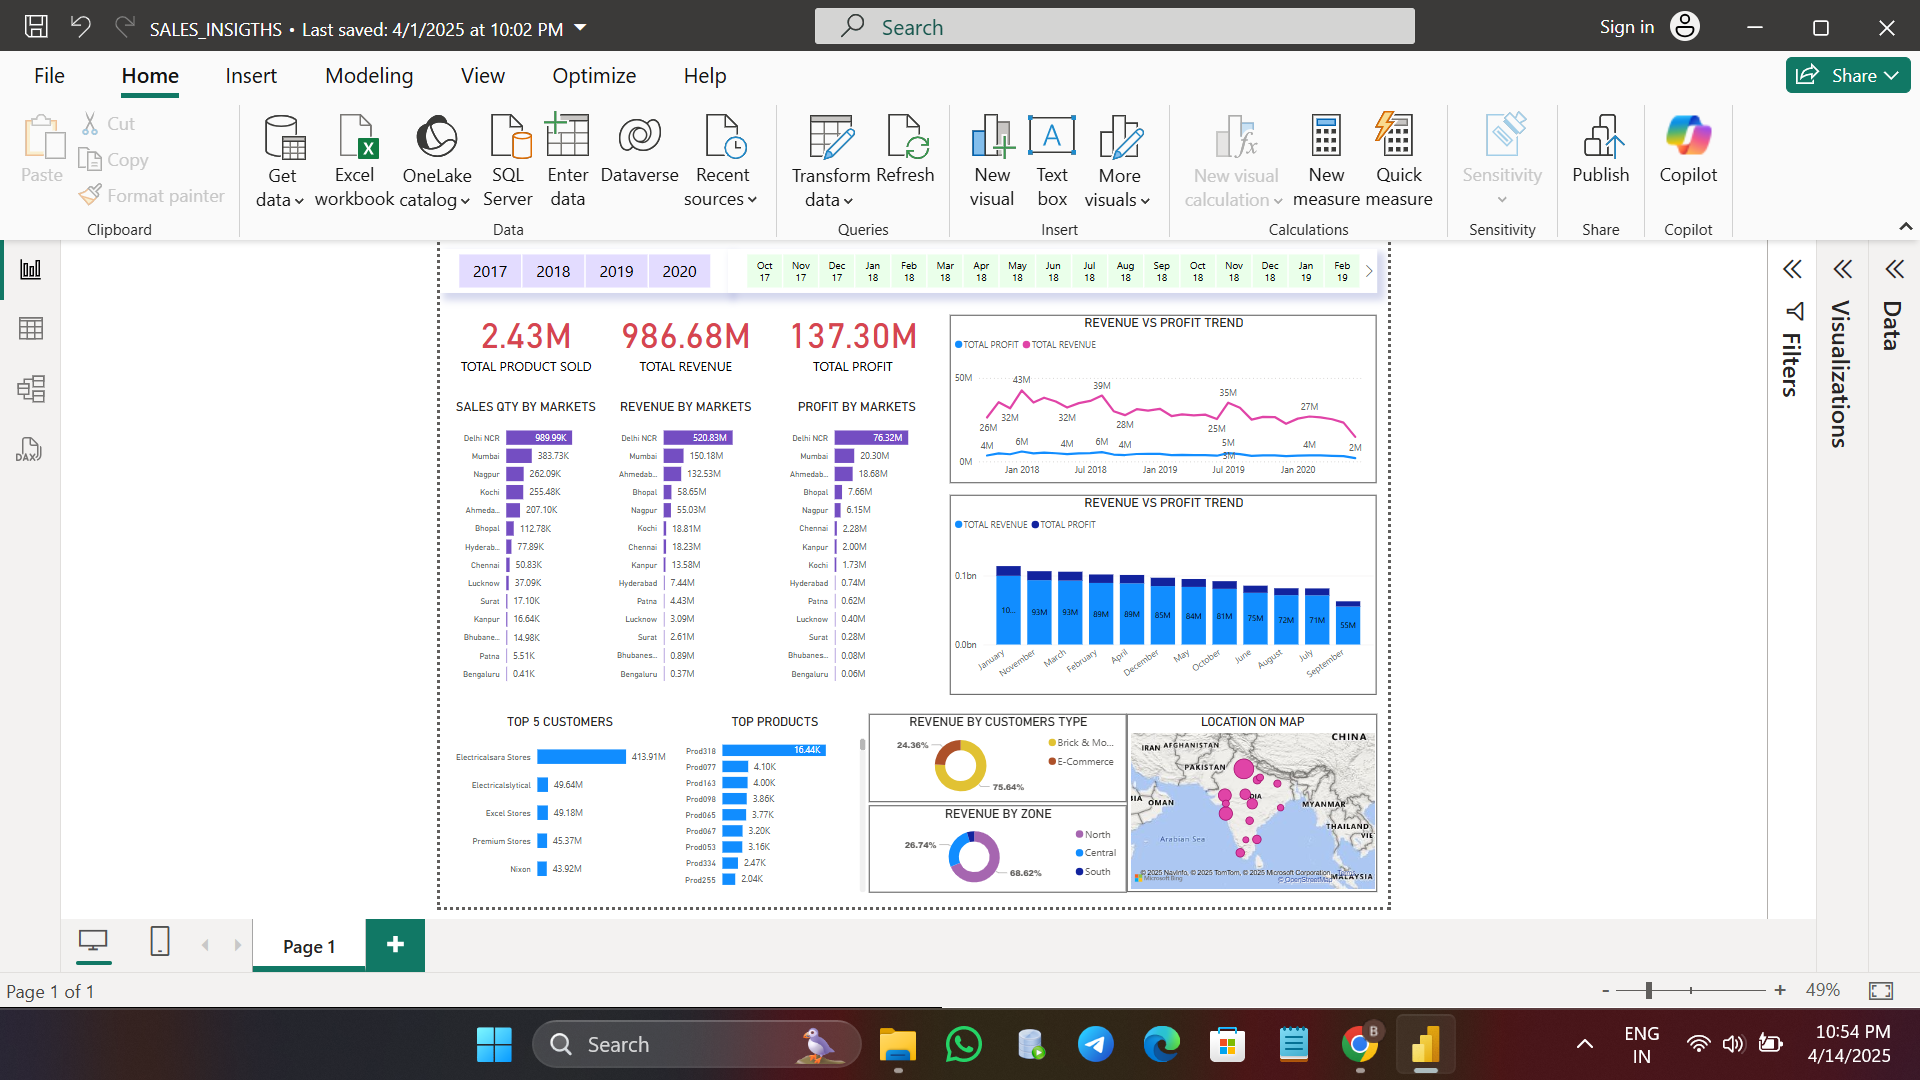 SALES_INSIGTHS • Last saved: 4/1/2025 at 10:02 PM
Search
Sign in
File Home Insert Modeling View Optimize Help
Share
Paste
Cut
Copy
Format painter
Clipboard
Get data
Excel workbook
OneLake catalog
SQL Server
Enter data
Dataverse
Recent sources
Data
Transform data
Refresh
Queries
New visual
Text box
More visuals
Insert
New visual calculation
New measure
Quick measure
Calculations
Sensitivity
Sensitivity
Publish
Share
Copilot
Copilot
DAX
2017 2018 2019 2020
Oct 17 Nov 17 Dec 17 Jan 18 Feb 18 Mar 18 Apr 18 May 18 Jun 18 Jul 18 Aug 18 Sep 18 Oct 18 Nov 18 Dec 18 Jan 19 Feb 19
2.43M
TOTAL PRODUCT SOLD
986.68M
TOTAL REVENUE
137.30M
TOTAL PROFIT
SALES QTY BY MARKETS
Delhi NCR 989.99K
Mumbai 383.73K
Nagpur 262.09K
Kochi 255.48K
Ahmeda... 207.10K
Bhopal 112.78K
Hyderab... 77.89K
Chennai 50.83K
Lucknow 37.09K
Surat 17.10K
Kanpur 16.64K
Bhubane... 14.98K
Patna 5.51K
Bengaluru 0.41K
REVENUE BY MARKETS
Delhi NCR 520.83M
Mumbai 150.18M
Ahmedab... 132.53M
Bhopal 58.65M
Nagpur 55.03M
Kochi 18.81M
Chennai 18.23M
Kanpur 13.58M
Hyderabad 7.44M
Patna 4.43M
Lucknow 3.09M
Surat 2.61M
Bhubanes... 0.89M
Bengaluru 0.37M
PROFIT BY MARKETS
Delhi NCR 76.32M
Mumbai 20.30M
Ahmedab... 18.68M
Bhopal 7.66M
Nagpur 6.15M
Chennai 2.28M
Kanpur 2.00M
Kochi 1.73M
Hyderabad 0.74M
Patna 0.62M
Lucknow 0.40M
Surat 0.28M
Bhubanes... 0.08M
Bengaluru 0.06M
REVENUE VS PROFIT TREND
TOTAL PROFIT TOTAL REVENUE
50M
0M
26M 43M 32M 32M 39M 28M 25M 35M 27M
4M 6M 4M 6M 4M 5M 3M 4M 2M
Jan 2018 Jul 2018 Jan 2019 Jul 2019 Jan 2020
REVENUE VS PROFIT TREND
TOTAL REVENUE TOTAL PROFIT
0.1bn
0.0bn
10... 93M 93M 89M 89M 85M 84M 81M 75M 72M 71M 55M
January November March February April December May October June August July September
TOP 5 CUSTOMERS
Electricalsara Stores 413.91M
Electricalslytical 49.64M
Excel Stores 49.18M
Premium Stores 45.37M
Nixon 43.92M
TOP PRODUCTS
Prod318 16.44K
Prod077 4.10K
Prod163 4.00K
Prod098 3.86K
Prod065 3.77K
Prod067 3.20K
Prod053 3.16K
Prod334 2.47K
Prod255 2.04K
REVENUE BY CUSTOMERS TYPE
24.36%
75.64%
Brick & Mo...
E-Commerce
REVENUE BY ZONE
26.74%
68.62%
North
Central
South
LOCATION ON MAP
CHINA
IRAN AFGHANISTAN
PAKISTAN
OMAN
MYANMAR
THAILAND
Arabian Sea
© 2025 NavInfo, © 2025 TomTom, © 2025 Microsoft Corporation, Terms
Microsoft Bing
© OpenStreetMap
MALAYSIA
Filters
Visualizations
Data
Page 1
Page 1 of 1
- + 49%
Search
B
ENG
IN
10:54 PM
4/14/2025